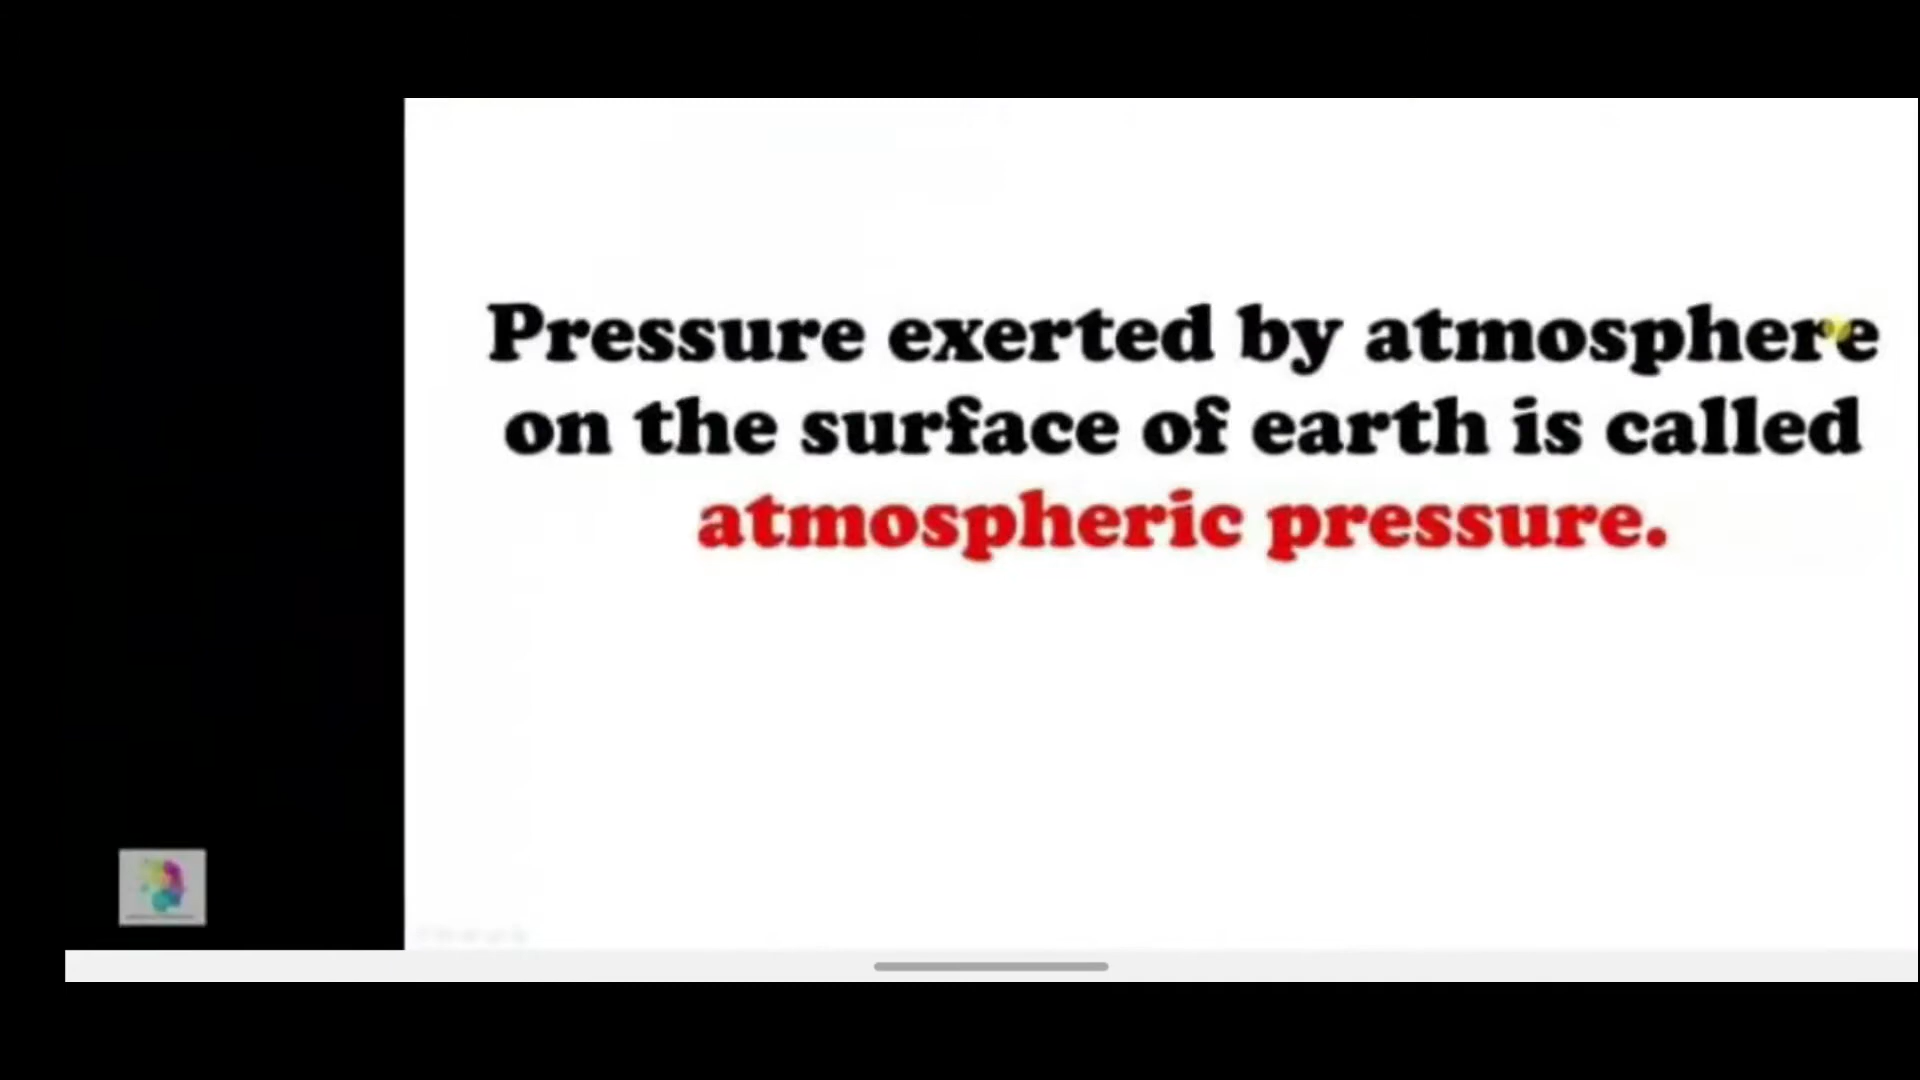 Pressure exerted by atmosphere
on the surface of earth is called
atmospheric pressure.